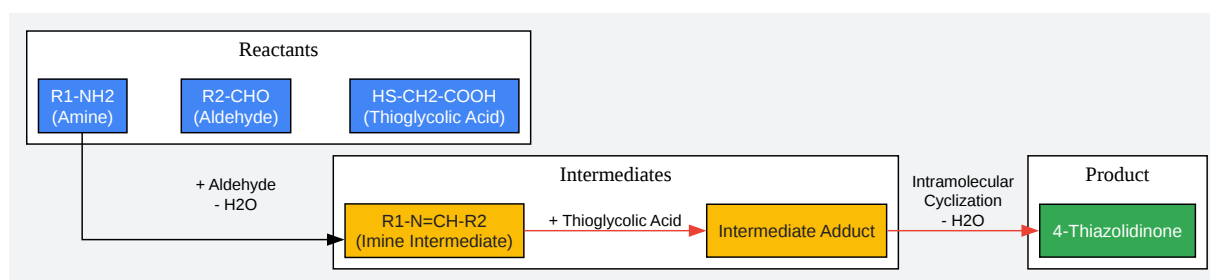 Reactants
R1-NH2
(Amine)
R2-CHO
(Aldehyde)
HS-CH2-COOH
(Thioglycolic Acid)
+ Aldehyde
- H2O
Intermediates
R1-N=CH-R2
(Imine Intermediate)
+ Thioglycolic Acid
Intermediate Adduct
Intramolecular
Cyclization
- H2O
Product
4-Thiazolidinone